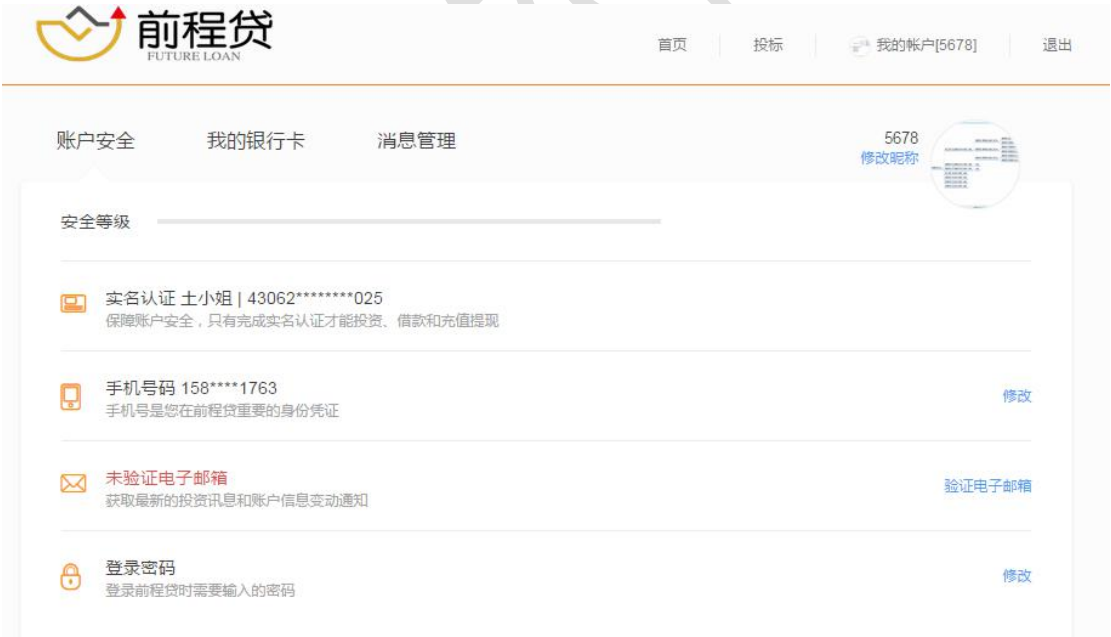 前程贷
FUTURE LOAN
首页 投标 我的帐户[5678] 退出
账户安全 我的银行卡 消息管理
5678
修改昵称
安全等级
实名认证 土小姐 | 43062********025
保障账户安全，只有完成实名认证才能投资、借款和充值提现
手机号码 158****1763
手机号是您在前程贷重要的身份凭证
修改
未验证电子邮箱
获取最新的投资讯息和账户信息变动通知
验证电子邮箱
登录密码
登录前程贷时需要输入的密码
修改